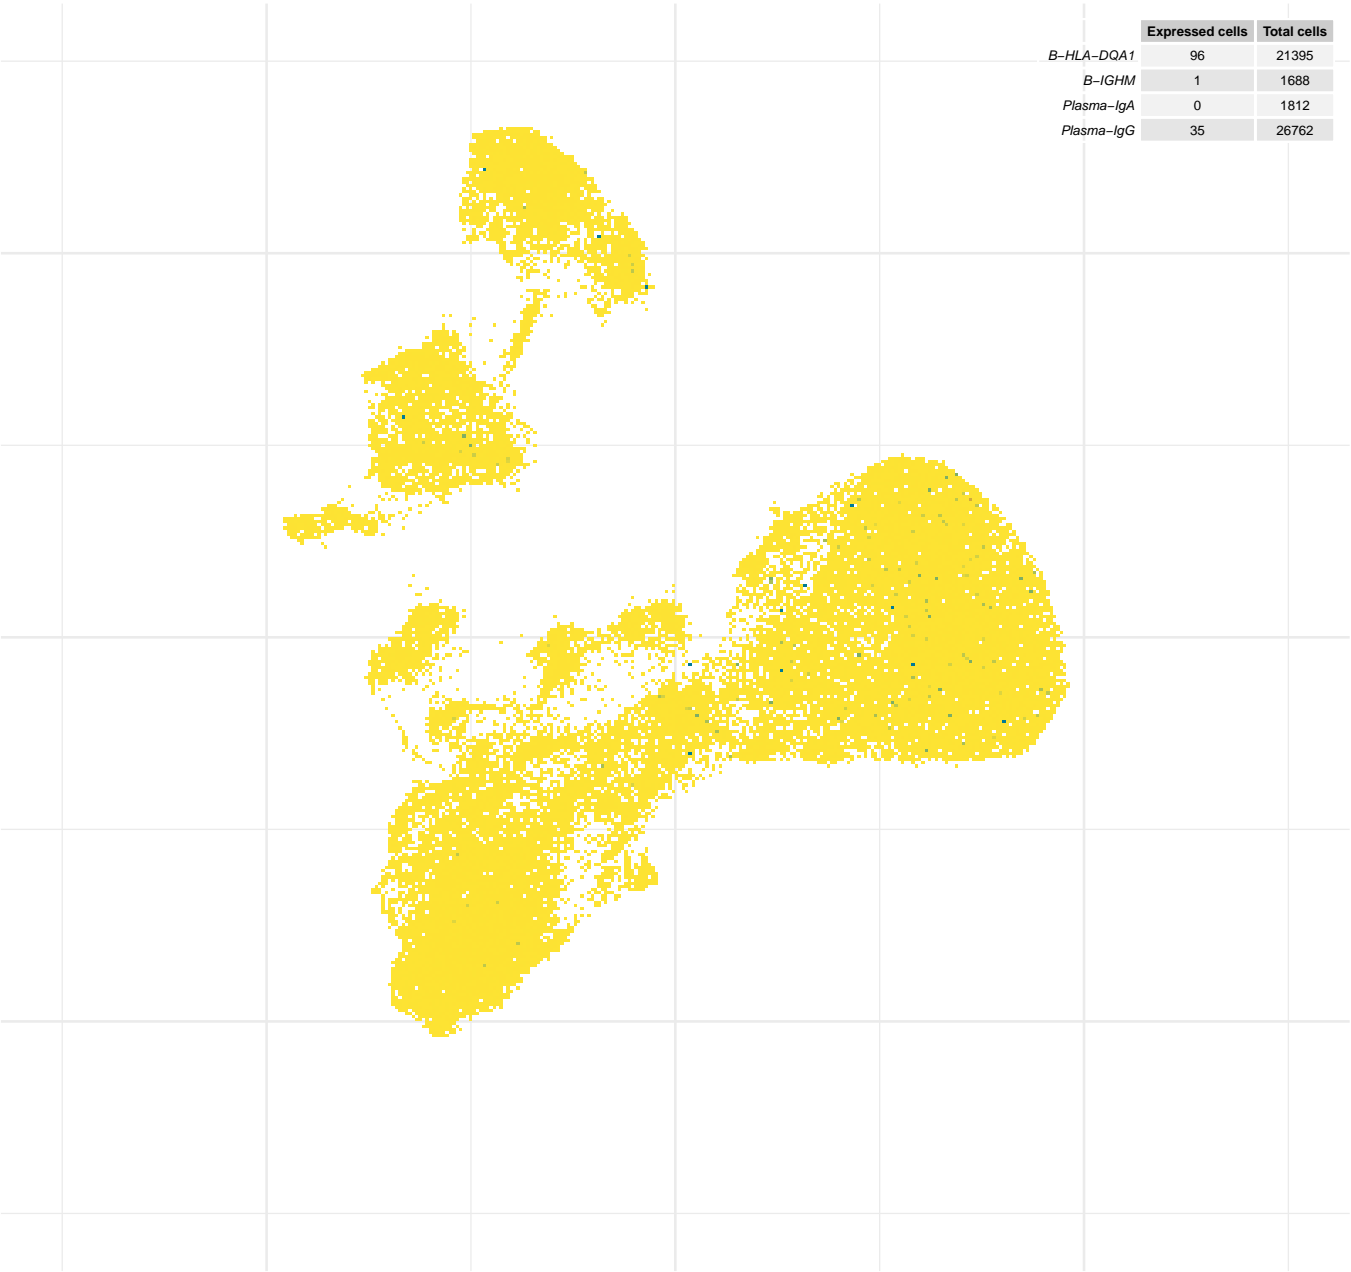 Expressed cells Total cells
B−HLA−DQA1 96 21395
B−IGHM 1 1688
Plasma−IgA 0 1812
Plasma−IgG 35 26762